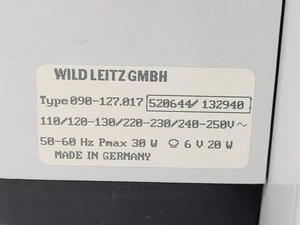 WILD LEITZ GMBH
Type 090-127.017 520644/ 132940
110/120-130/220-230/240-250V ~
50-60 Hz Pmax 30 W 6 V 20 W
MADE IN GERMANY